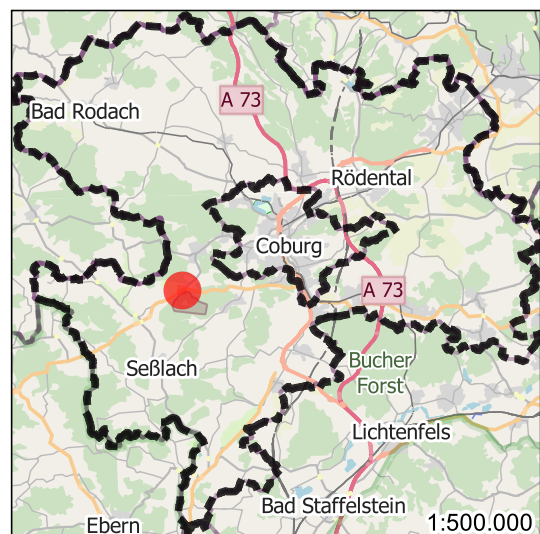 A 73
Bad Rodach
Rödental
Coburg
A 73
Bucher
Forst
Seßlach
Lichtenfels
Bad Staffelstein
Ebern
1:500.000